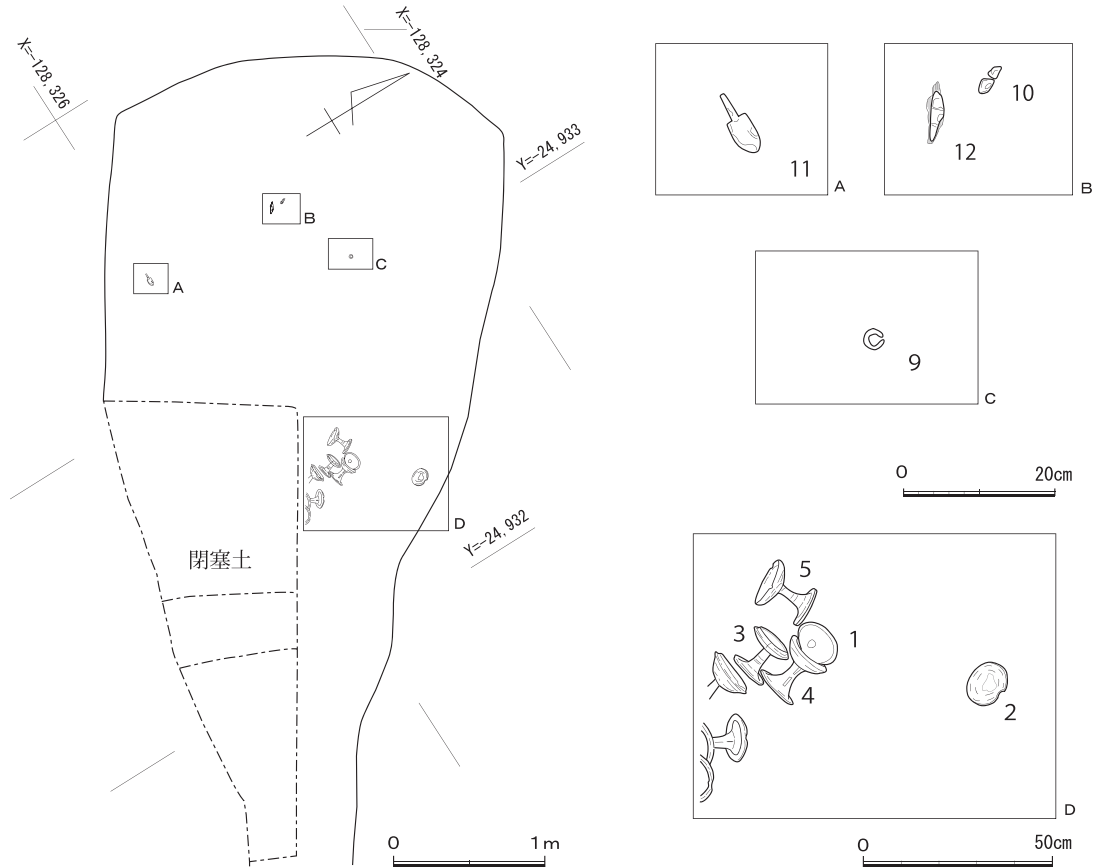 X=-128,326
X=-128,324
Y=-24,933
B
C
A
D
Y=-24,932
閉塞土
0 1m
11
A
10
12
B
9
C
0 20cm
5
3
1
4
2
D
0 50cm